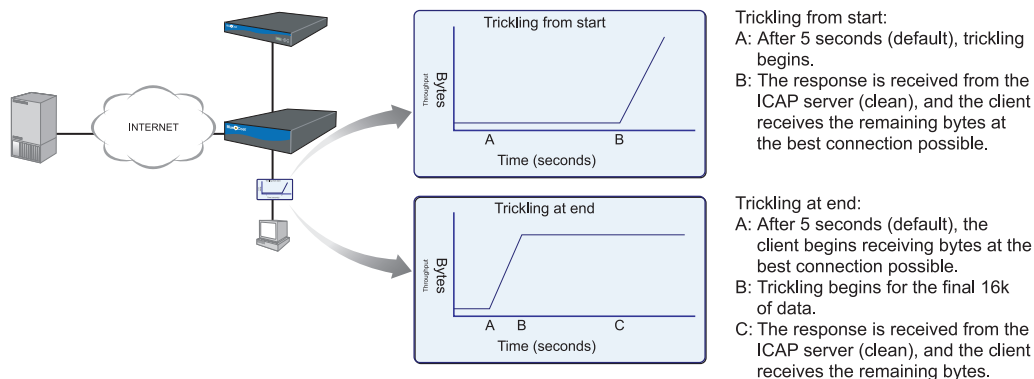 INTERNET
Trickling from start
Throughput
Bytes
A
B
Time (seconds)
Trickling at end
Throughput
Bytes
A
B
C
Time (seconds)
Trickling from start:
A: After 5 seconds (default), trickling
begins.
B: The response is received from the
ICAP server (clean), and the client
receives the remaining bytes at
the best connection possible.
Trickling at end:
A: After 5 seconds (default), the
client begins receiving bytes at the
best connection possible.
B: Trickling begins for the final 16k
of data.
C: The response is received from the
ICAP server (clean), and the client
receives the remaining bytes.